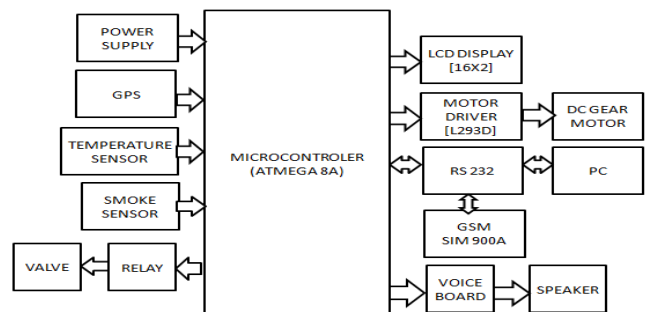 POWER
SUPPLY
GPS
TEMPERATURE
SENSOR
SMOKE
SENSOR
VALVE
RELAY
MICROCONTROLER
(ATMEGA 8A)
LCD DISPLAY
[16X2]
MOTOR
DRIVER
[L293D]
DC GEAR
MOTOR
RS 232
PC
GSM
SIM 900A
VOICE
BOARD
SPEAKER